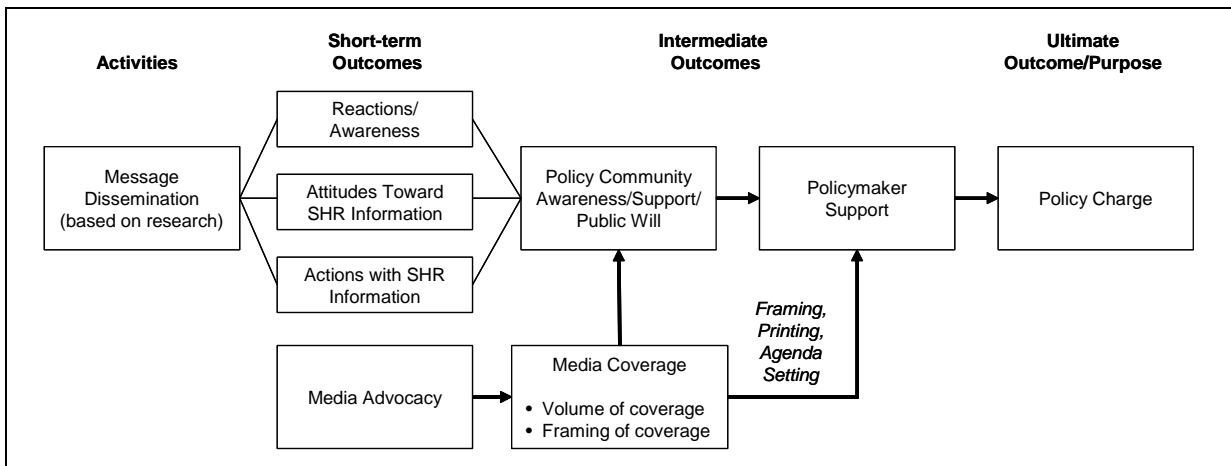 Activities
Short-term
Outcomes
Intermediate
Outcomes
Ultimate
Outcome/Purpose
Reactions/
Awareness
Message
Dissemination
(based on research)
Attitudes Toward
SHR Information
Actions with SHR
Information
Policy Community
Awareness/Support/
Public Will
Policymaker
Support
Policy Charge
Media Advocacy
Media Coverage
• Volume of coverage
• Framing of coverage
Framing,
Printing,
Agenda
Setting